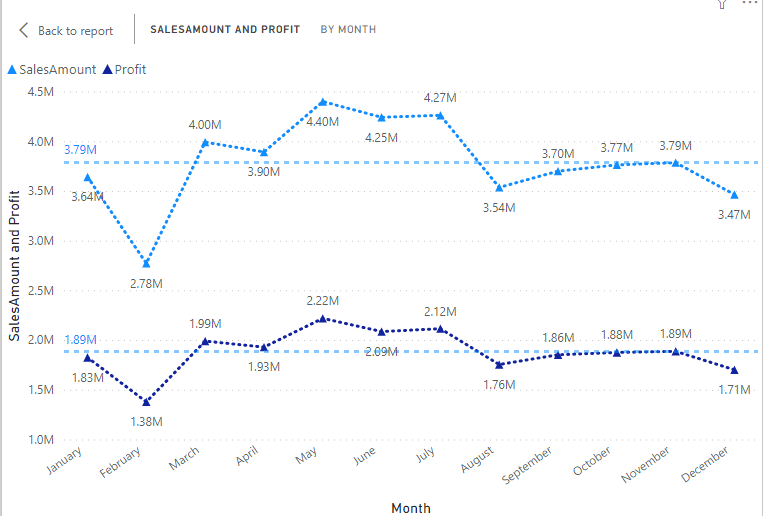 Back to report
SALESAMOUNT AND PROFIT BY MONTH
SalesAmount Profit
SalesAmount and Profit
4.5M
4.0M
3.5M
3.0M
2.5M
2.0M
1.5M
1.0M
3.79M
3.64M
2.78M
4.00M
3.90M
4.40M
4.25M
4.27M
3.54M
3.70M
3.77M
3.79M
3.47M
1.89M
1.83M
1.38M
1.99M
1.93M
2.22M
2.09M
2.12M
1.76M
1.86M
1.88M
1.89M
1.71M
January
February
March
April
May
June
July
August
September
October
November
December
Month